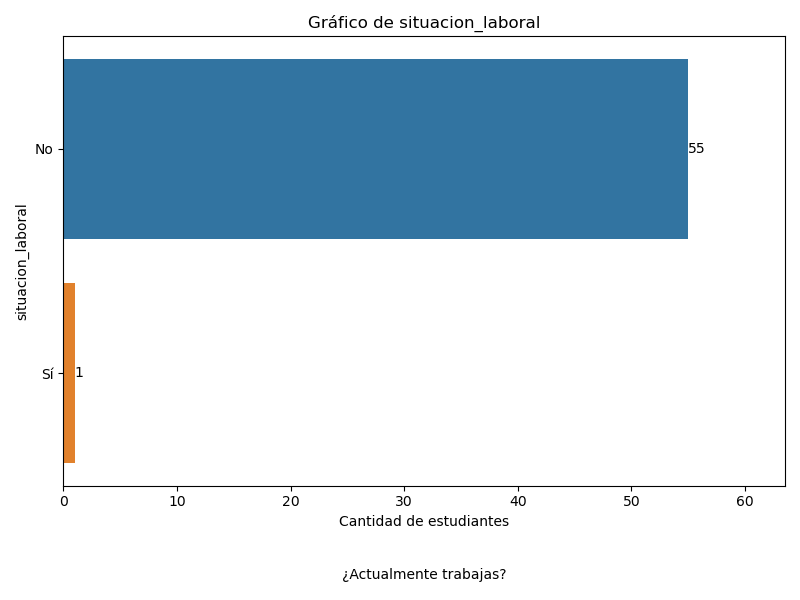 Gráfico de situacion_laboral
situacion_laboral
No
55
Sí
1
0 10 20 30 40 50 60
Cantidad de estudiantes
¿Actualmente trabajas?